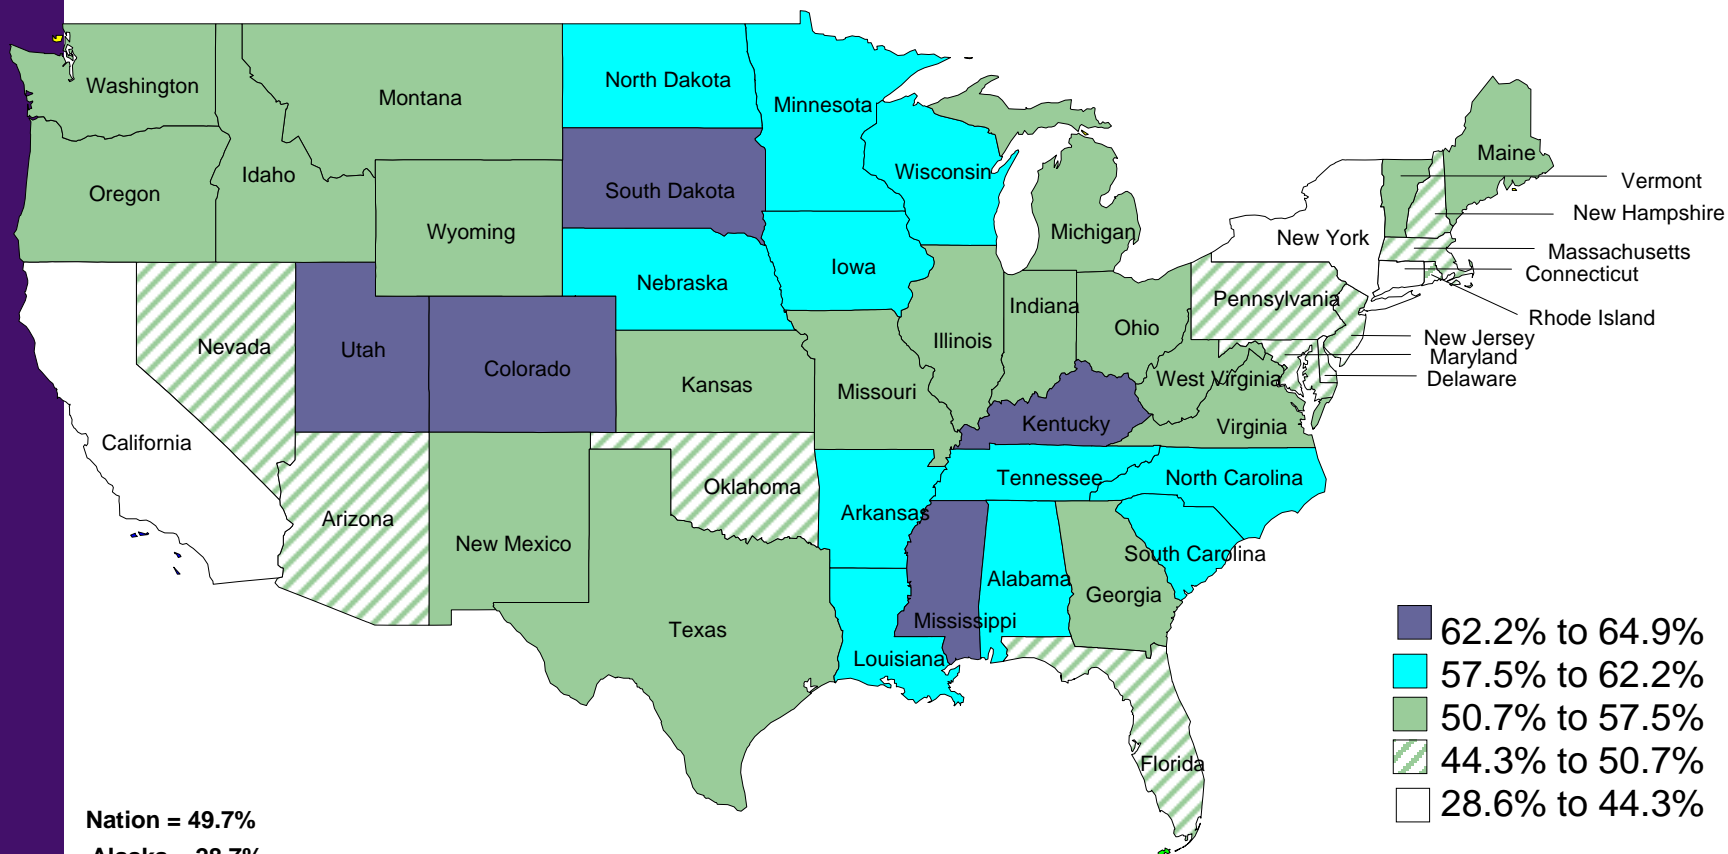 Washington
Montana
North Dakota
Minnesota
Maine
Oregon
Idaho
Wisconsin
Vermont
South Dakota
New Hampshire
Wyoming
Michigan
New York
Massachusetts
Nebraska
Iowa
Connecticut
Pennsylvania
Indiana
Rhode Island
Ohio
Illinois
New Jersey
Nevada
Utah
Colorado
Maryland
Kansas
West Virginia
Delaware
Missouri
California
Kentucky
Virginia
Tennessee
North Carolina
Oklahoma
Arizona
Arkansas
New Mexico
South Carolina
Alabama
Georgia
Mississippi
Texas
Louisiana
Florida
62.2% to 64.9%
57.5% to 62.2%
50.7% to 57.5%
44.3% to 50.7%
28.6% to 44.3%
Nation = 49.7%